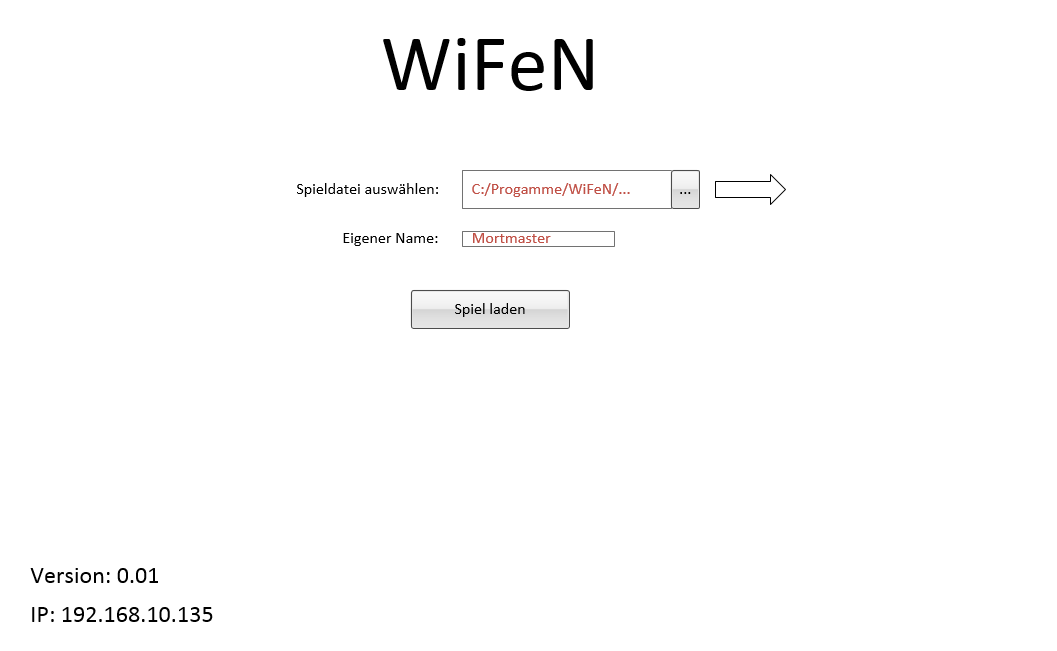 WiFeN
Spieldatei auswählen: C:/Progamme/WiFeN/... ...
Eigener Name: Mortmaster
Spiel laden
Version: 0.01
IP: 192.168.10.135